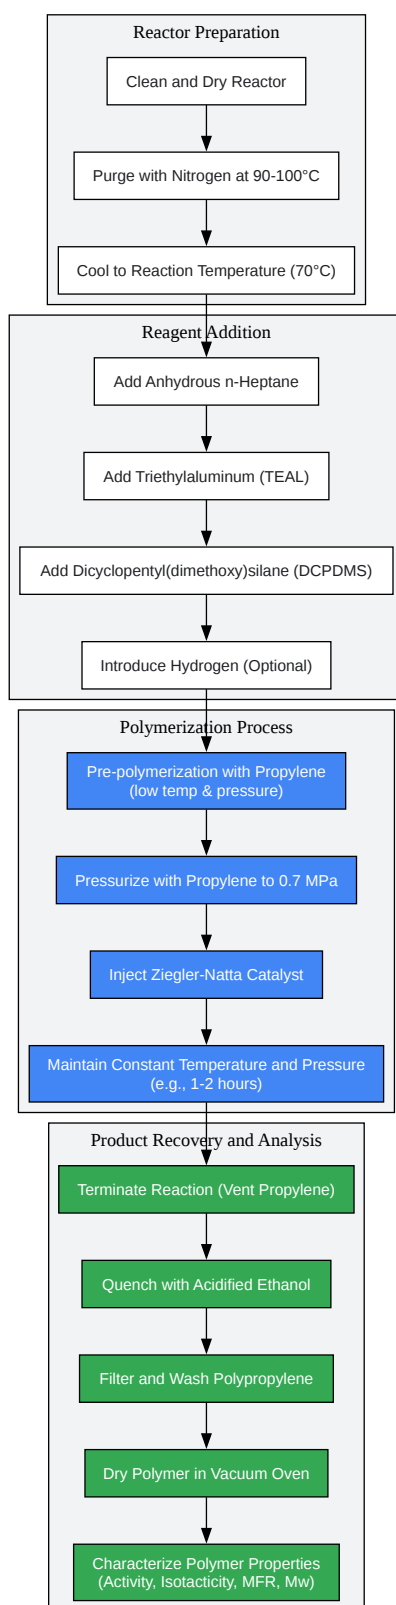 Reactor Preparation
Clean and Dry Reactor
Purge with Nitrogen at 90-100°C
Cool to Reaction Temperature (70°C)
Reagent Addition
Add Anhydrous n-Heptane
Add Triethylaluminum (TEAL)
Add Dicyclopentyl(dimethoxy)silane (DCPDMS)
Introduce Hydrogen (Optional)
Polymerization Process
Pre-polymerization with Propylene
(low temp & pressure)
Pressurize with Propylene to 0.7 MPa
Inject Ziegler-Natta Catalyst
Maintain Constant Temperature and Pressure
(e.g., 1-2 hours)
Product Recovery and Analysis
Terminate Reaction (Vent Propylene)
Quench with Acidified Ethanol
Filter and Wash Polypropylene
Dry Polymer in Vacuum Oven
Characterize Polymer Properties
(Activity, Isotacticity, MFR, Mw)